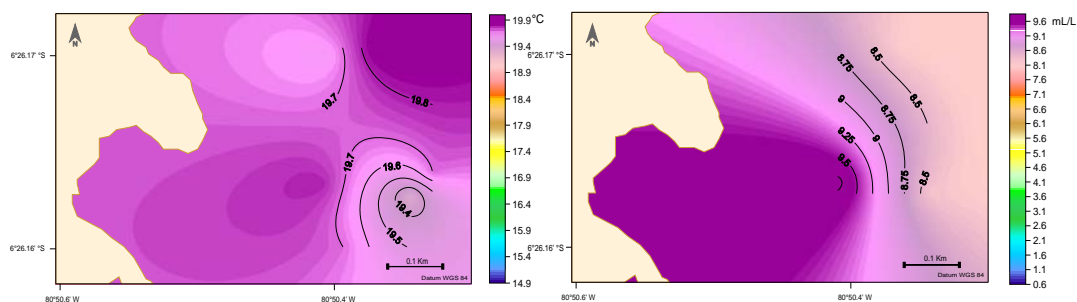 N
6°26.17' °S
6°26.16' °S
80°50.6' W
80°50.4' W
19.7
19.8
19.7
19.6
19.4
19.5
0.1 Km
Datum WGS 84
19.9°C
19.4
18.9
18.4
17.9
17.4
16.9
16.4
15.9
15.4
14.9
N
6°26.17' °S
6°26.16' °S
80°50.6' W
80°50.4' W
8.5
8.75
8.75
8.5
9
9.25
9
9.5
8.75
8.5
0.1 Km
Datum WGS 84
9.6 mL/L
9.1
8.6
8.1
7.6
7.1
6.6
6.1
5.6
5.1
4.6
4.1
3.6
3.1
2.6
2.1
1.6
1.1
0.6